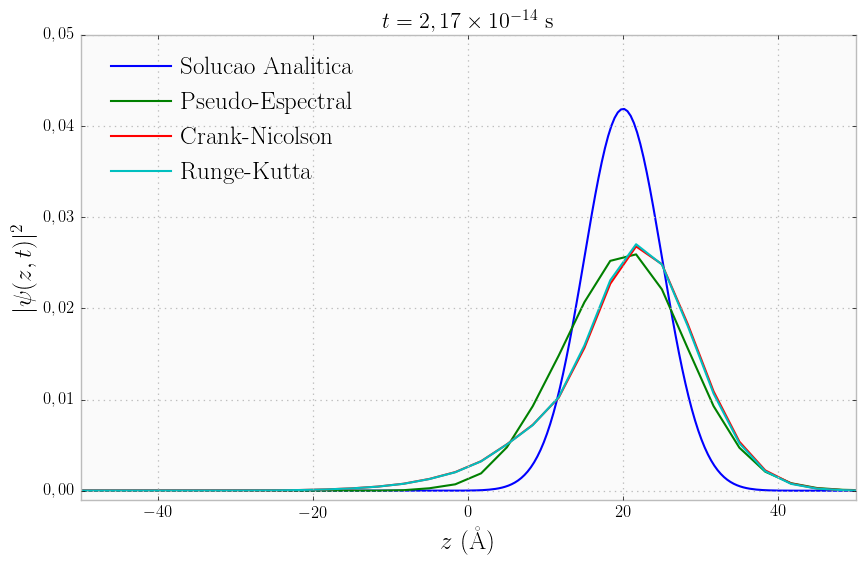 t = 2,17 × 10⁻¹⁴ s
Solucao Analitica
Pseudo-Espectral
Crank-Nicolson
Runge-Kutta
|ψ(z, t)|²
0,05
0,04
0,03
0,02
0,01
0,00
−40
−20
0
20
40
z (Å)